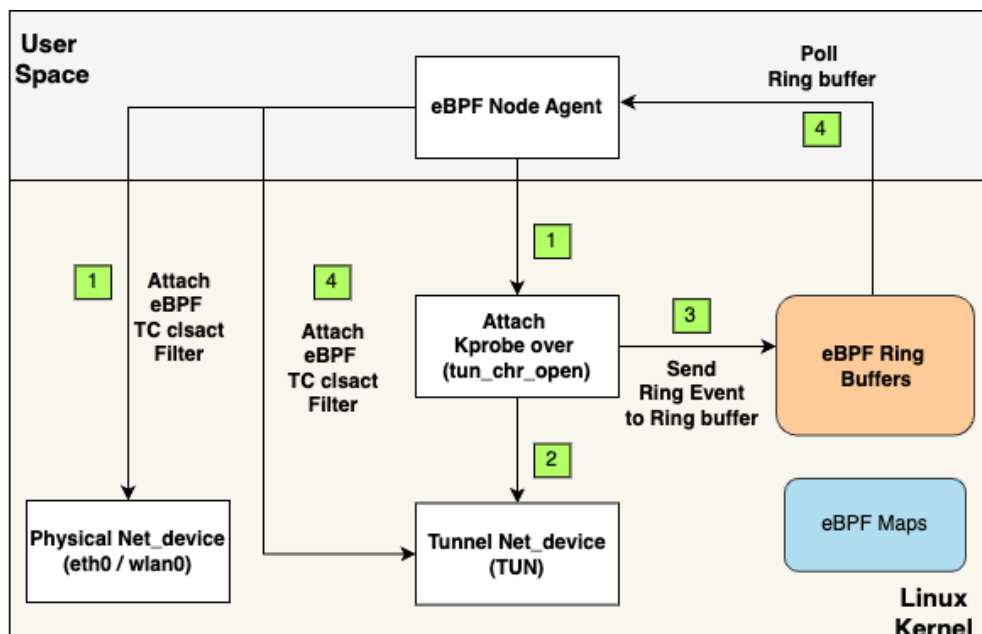 User
Space
Poll
Ring buffer
eBPF Node Agent
4
1
1
Attach
eBPF
TC clsact
Filter
4
Attach
eBPF
TC clsact
Filter
Attach
Kprobe over
(tun_chr_open)
3
Send
Ring Event
to Ring buffer
eBPF Ring
Buffers
2
Physical Net_device
(eth0 / wlan0)
Tunnel Net_device
(TUN)
eBPF Maps
Linux
Kernel